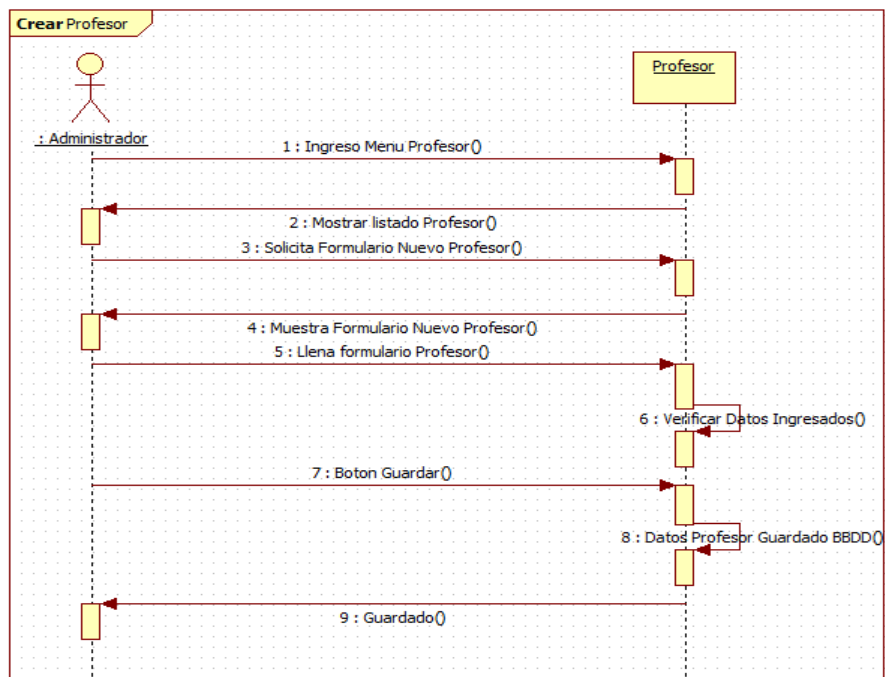 Crear Profesor
Profesor
: Administrador
1 : Ingreso Menu Profesor()
2 : Mostrar listado Profesor()
3 : Solicita Formulario Nuevo Profesor()
4 : Muestra Formulario Nuevo Profesor()
5 : Llena formulario Profesor()
6 : Verificar Datos Ingresados()
7 : Boton Guardar()
8 : Datos Profesor Guardado BBDD()
9 : Guardado()